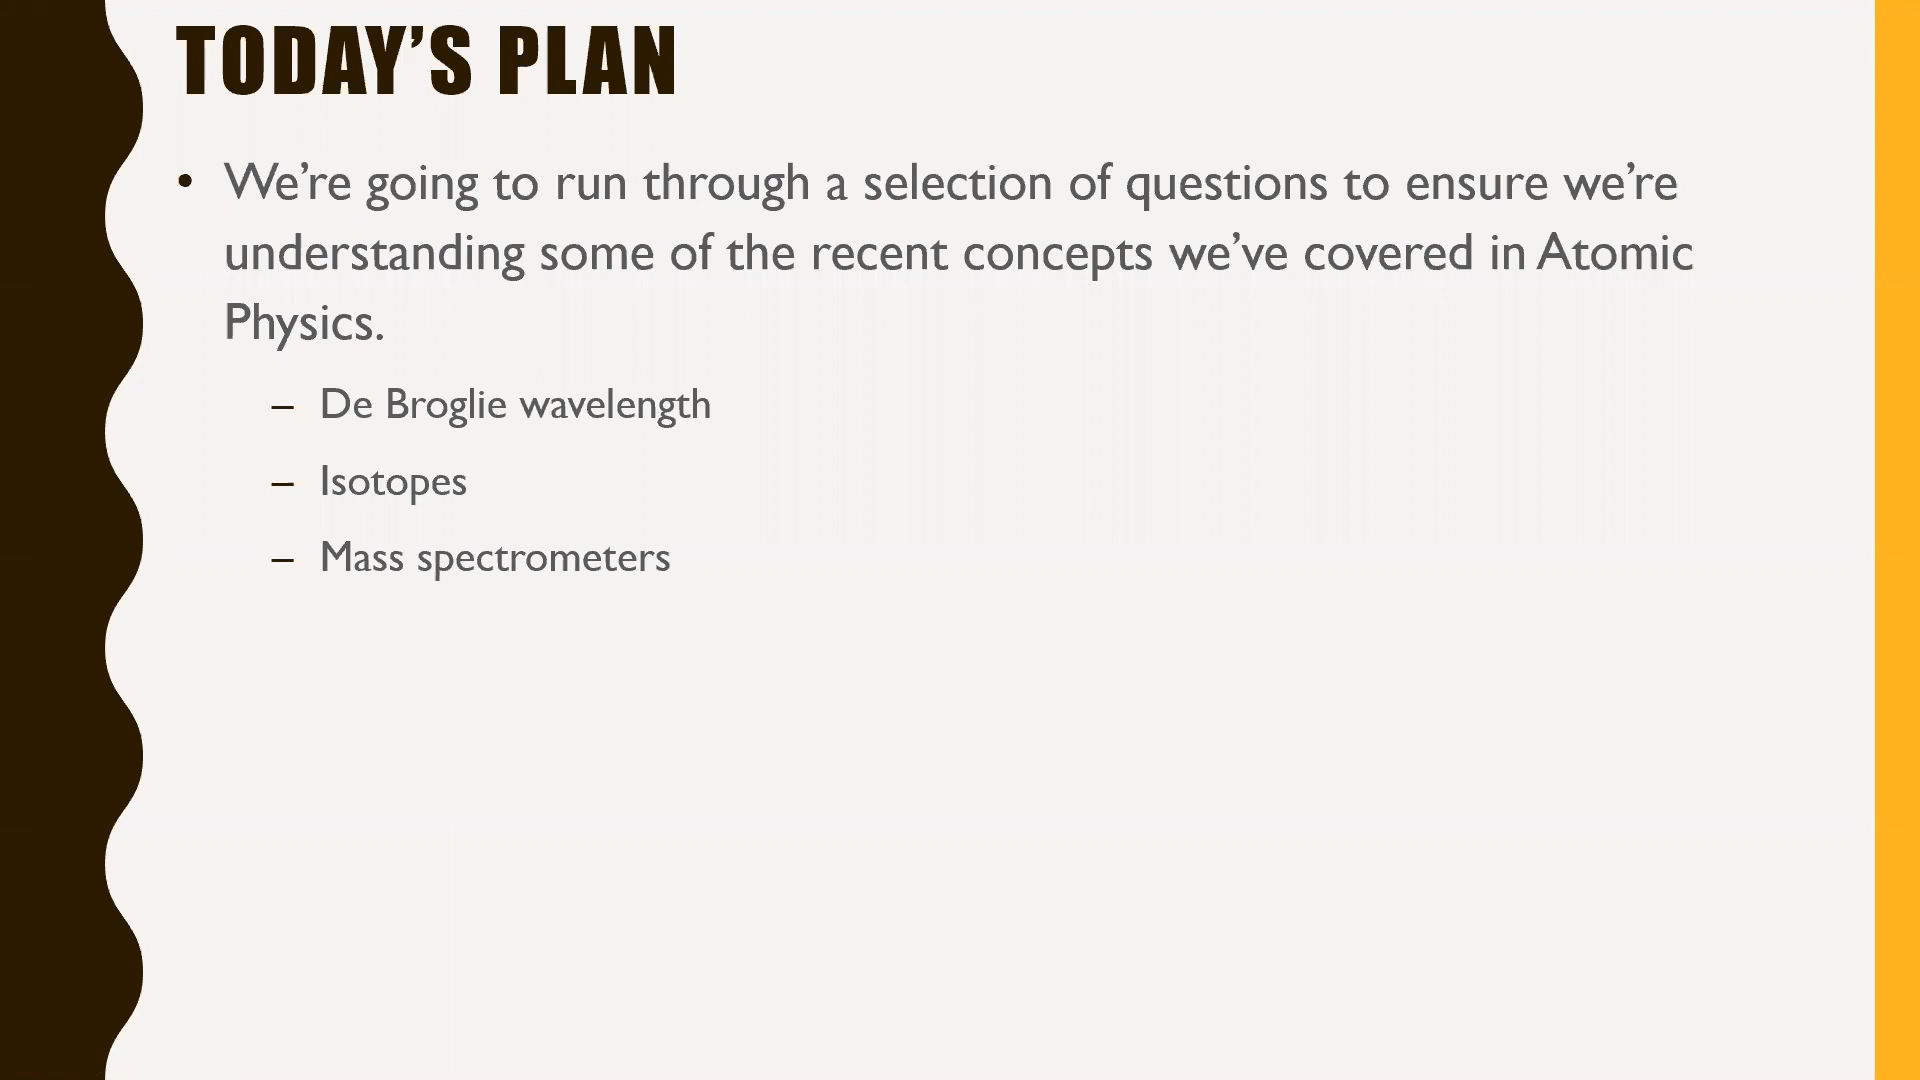 TODAY’S PLAN
• We’re going to run through a selection of questions to ensure we’re
understanding some of the recent concepts we’ve covered in Atomic
Physics.
– De Broglie wavelength
– Isotopes
– Mass spectrometers